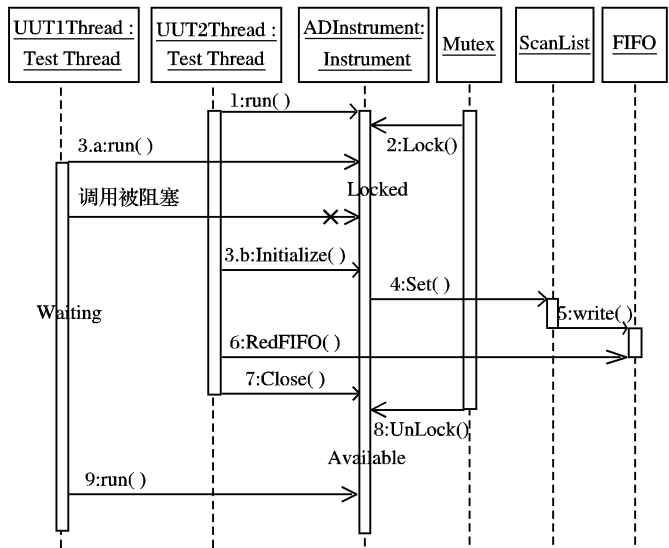 UUT1Thread :
Test Thread
UUT2Thread :
Test Thread
ADInstrument:
Instrument
Mutex
ScanList
FIFO
1:run( )
2:Lock()
3.a:run( )
Locked
调用被阻塞
3.b:Initialize( )
4:Set( )
Waiting
5:write( )
6:RedFIFO( )
7:Close( )
8:UnLock()
Available
9:run( )